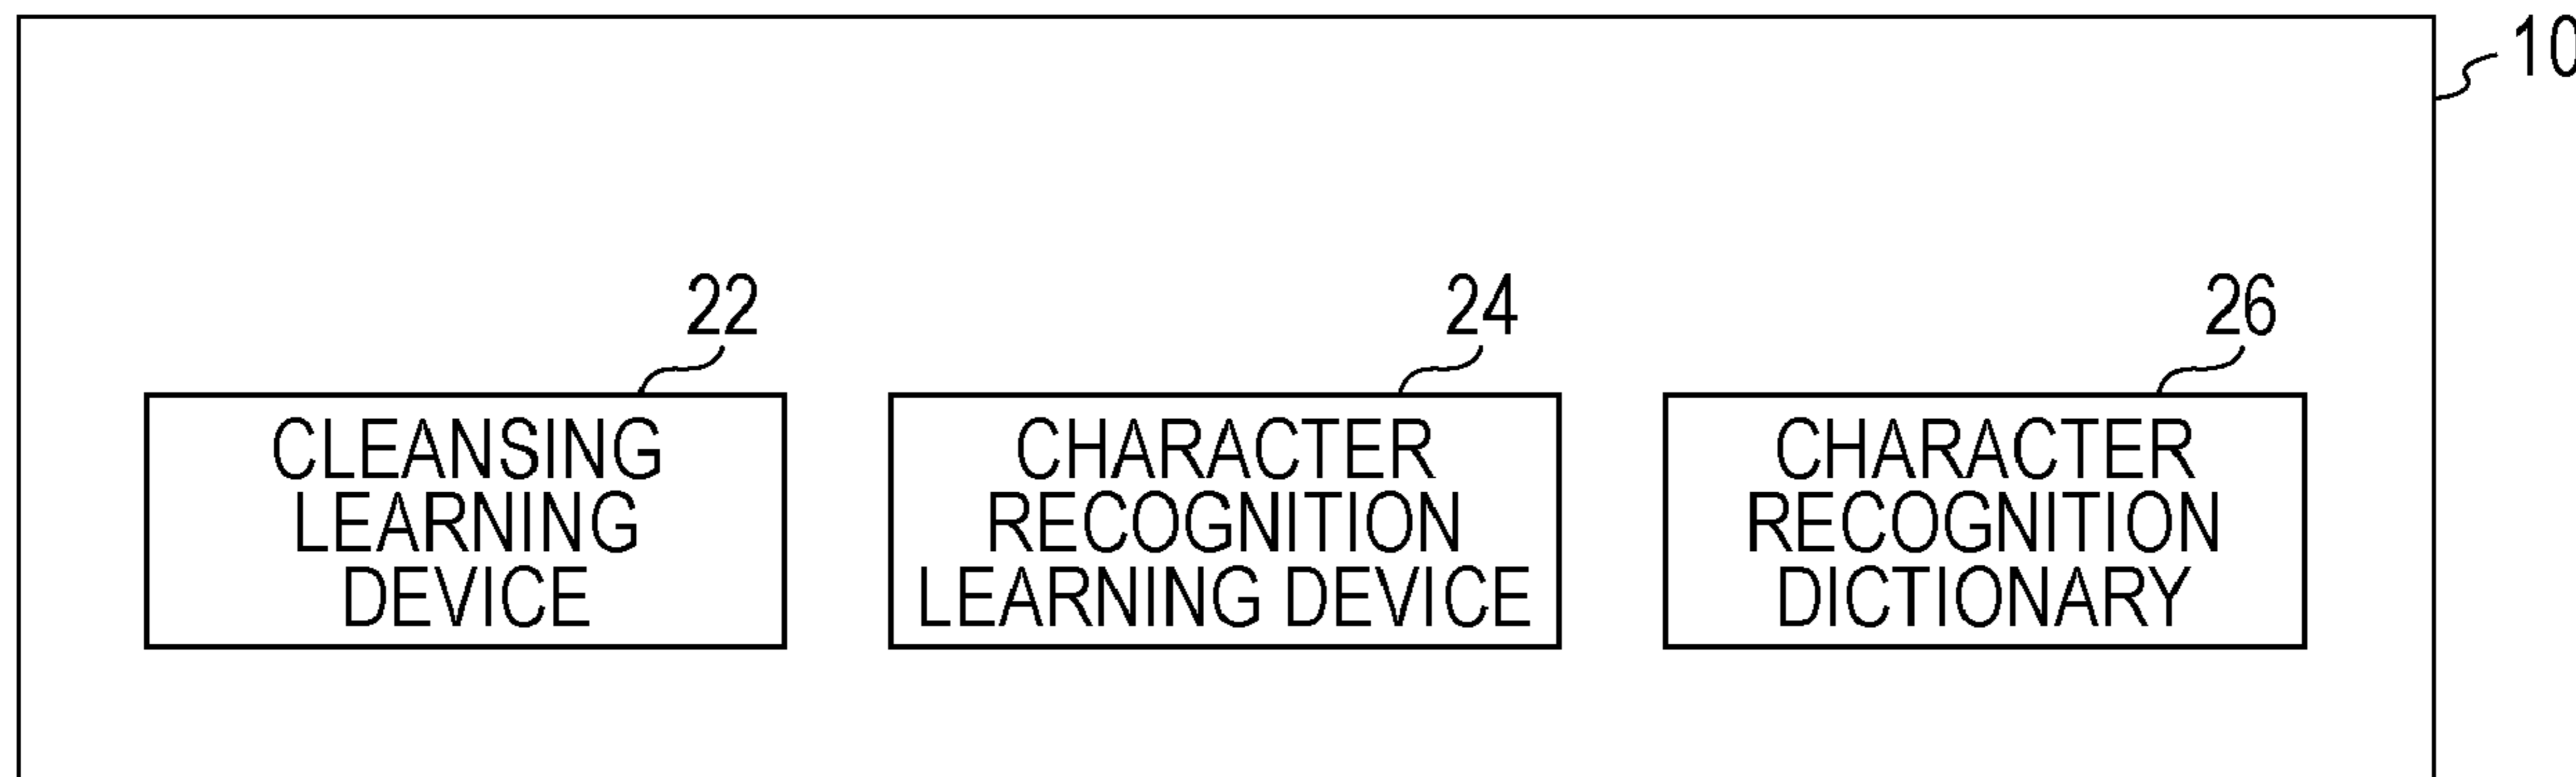 10
22
24
26
CLEANSING
LEARNING
DEVICE
CHARACTER
RECOGNITION
LEARNING DEVICE
CHARACTER
RECOGNITION
DICTIONARY